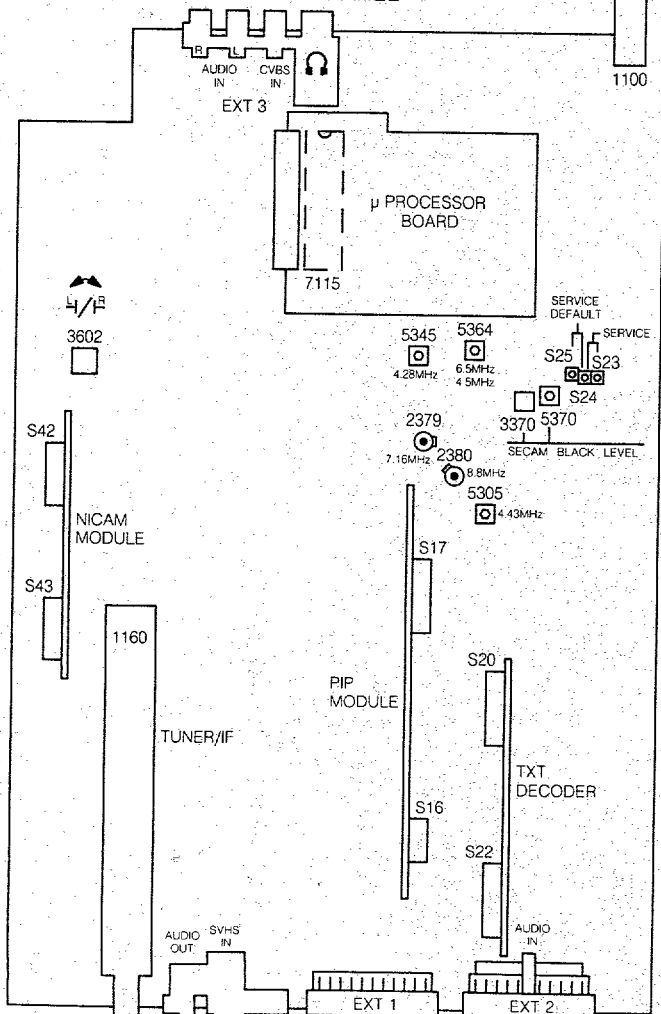 R L
AUDIO IN
CVBS IN
EXT 3
1100
µ PROCESSOR
BOARD
7115
L R
3602
SERVICE
DEFAULT
SERVICE
5345
4.28MHz
5364
6.5MHz
4.5MHz
S25
S23
S24
3370
5370
SECAM BLACK LEVEL
2379
7.16MHz
2380
8.8MHz
5305
4.43MHz
S42
NICAM
MODULE
S43
S17
1160
S20
PIP
MODULE
TUNER/IF
TXT
DECODER
S16
S22
AUDIO
OUT
SVHS
IN
AUDIO
IN
EXT 1
EXT 2